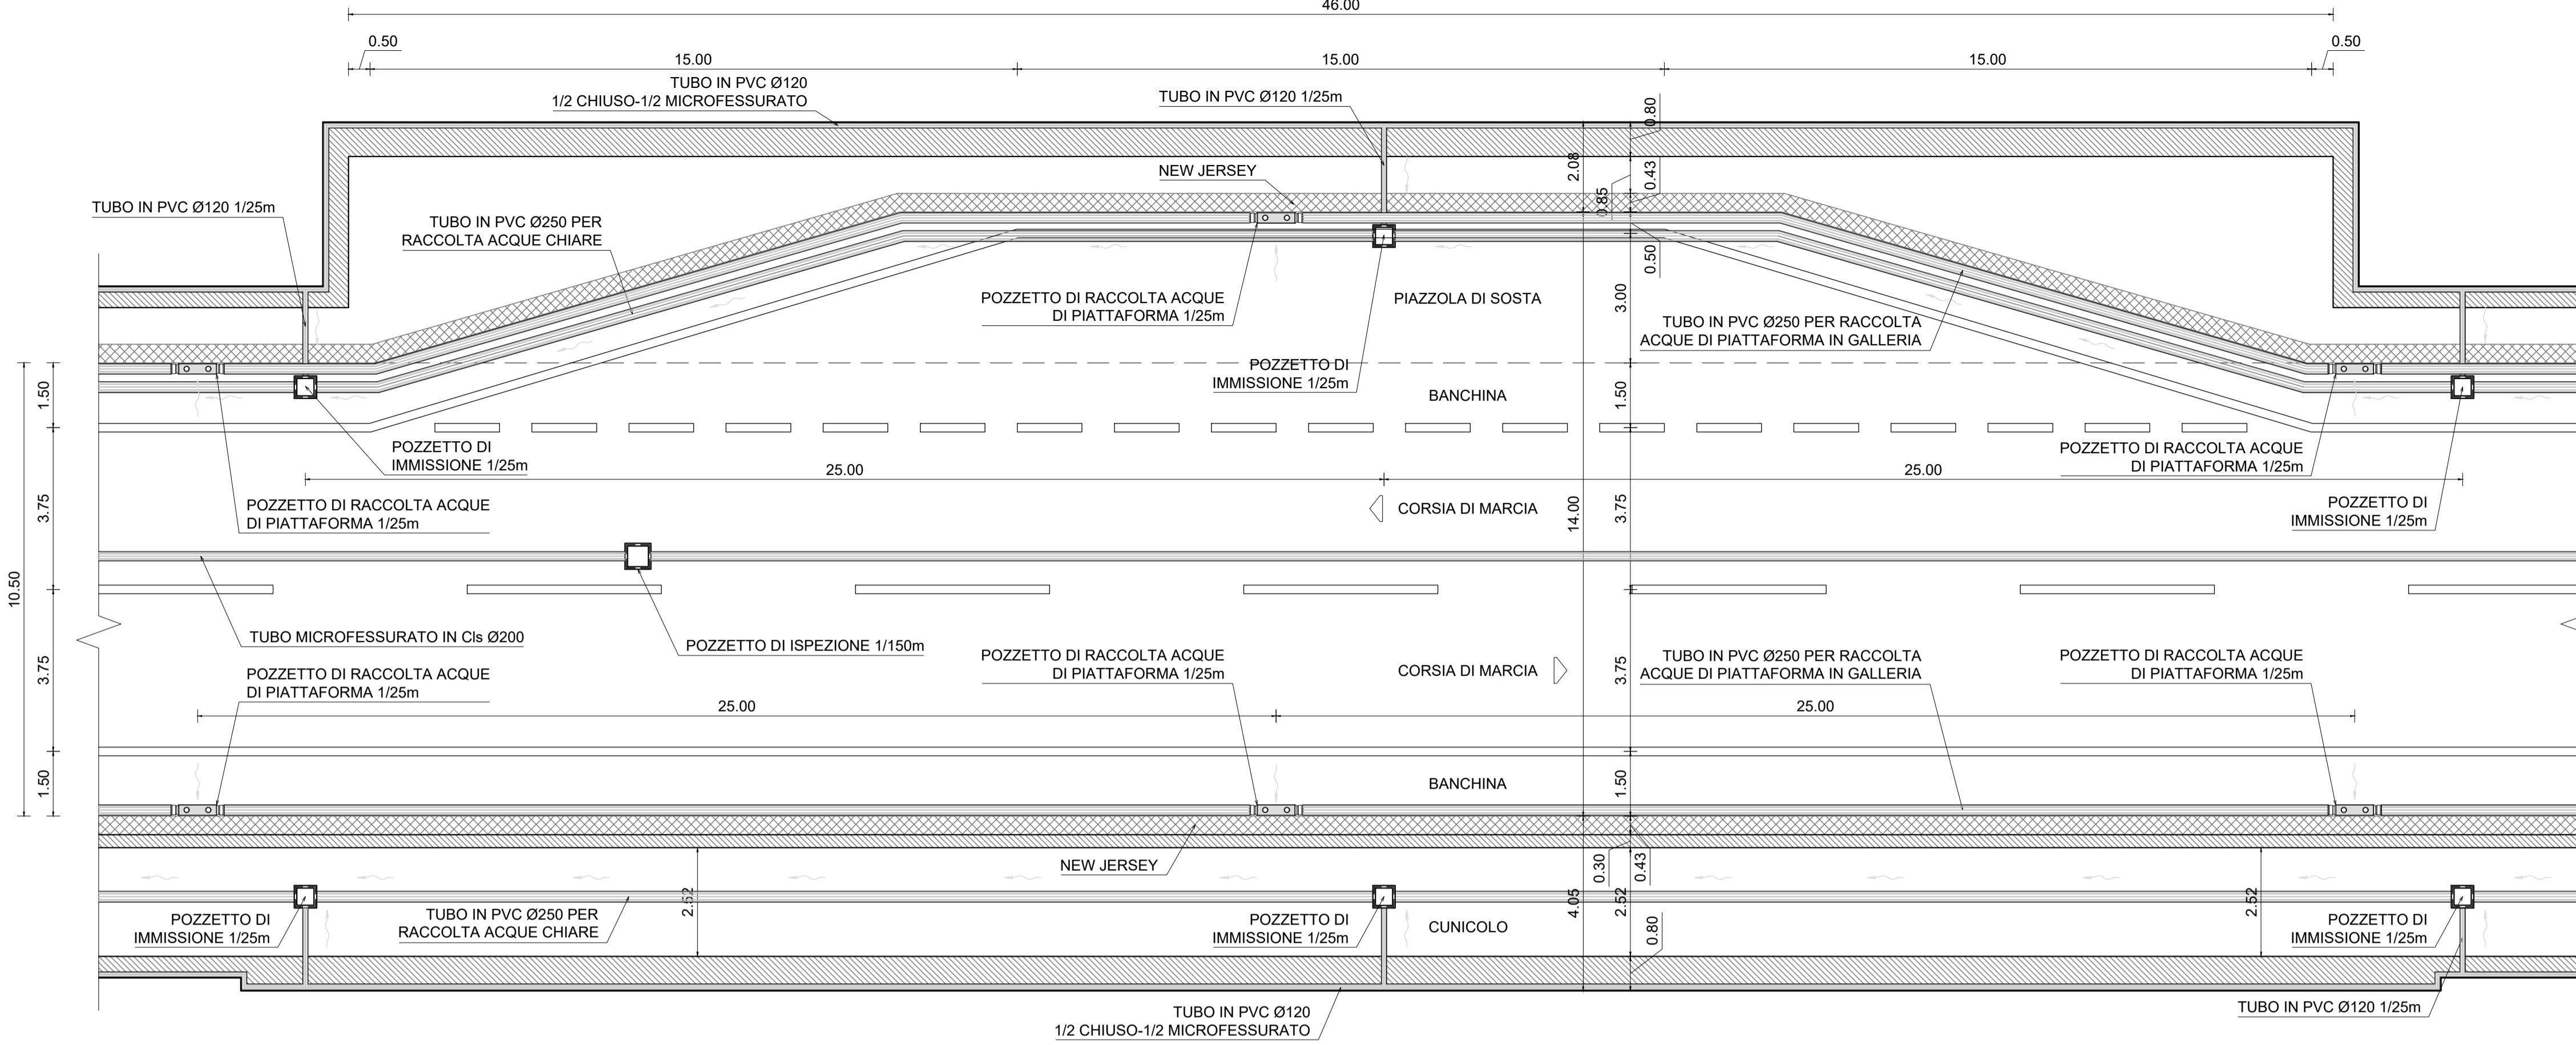 46.00
0.50
0.50
15.00
15.00
15.00
TUBO IN PVC Ø120
1/2 CHIUSO-1/2 MICROFESSURATO
TUBO IN PVC Ø120 1/25m
0.80
2.08
0.43
0.85
NEW JERSEY
TUBO IN PVC Ø120 1/25m
TUBO IN PVC Ø250 PER
RACCOLTA ACQUE CHIARE
0.50
POZZETTO DI RACCOLTA ACQUE
DI PIATTAFORMA 1/25m
PIAZZOLA DI SOSTA
3.00
TUBO IN PVC Ø250 PER RACCOLTA
ACQUE DI PIATTAFORMA IN GALLERIA
POZZETTO DI
IMMISSIONE 1/25m
1.50
BANCHINA
1.50
POZZETTO DI
IMMISSIONE 1/25m
POZZETTO DI RACCOLTA ACQUE
DI PIATTAFORMA 1/25m
25.00
25.00
POZZETTO DI RACCOLTA ACQUE
DI PIATTAFORMA 1/25m
3.75
CORSIA DI MARCIA
14.00
3.75
POZZETTO DI
IMMISSIONE 1/25m
10.50
TUBO MICROFESSURATO IN Cls Ø200
POZZETTO DI ISPEZIONE 1/150m
POZZETTO DI RACCOLTA ACQUE
DI PIATTAFORMA 1/25m
POZZETTO DI RACCOLTA ACQUE
DI PIATTAFORMA 1/25m
CORSIA DI MARCIA
3.75
3.75
TUBO IN PVC Ø250 PER RACCOLTA
ACQUE DI PIATTAFORMA IN GALLERIA
POZZETTO DI RACCOLTA ACQUE
DI PIATTAFORMA 1/25m
25.00
25.00
1.50
BANCHINA
1.50
NEW JERSEY
0.30
0.43
2.52
4.05
2.52
2.52
POZZETTO DI
IMMISSIONE 1/25m
TUBO IN PVC Ø250 PER
RACCOLTA ACQUE CHIARE
POZZETTO DI
IMMISSIONE 1/25m
CUNICOLO
0.80
POZZETTO DI
IMMISSIONE 1/25m
TUBO IN PVC Ø120
1/2 CHIUSO-1/2 MICROFESSURATO
TUBO IN PVC Ø120 1/25m